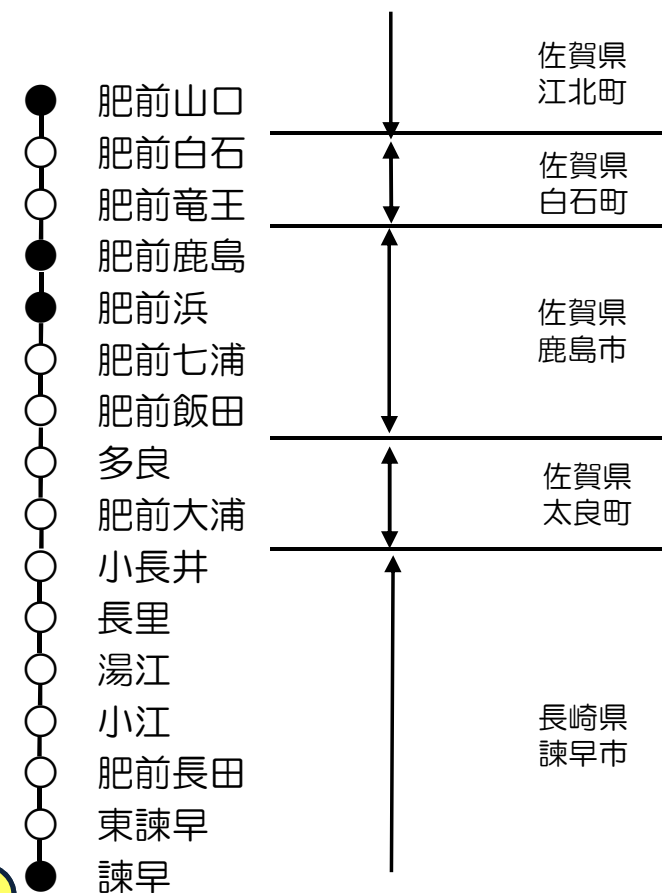 肥前山口
肥前白石
肥前竜王
肥前鹿島
肥前浜
肥前七浦
肥前飯田
多良
肥前大浦
小長井
長里
湯江
小江
肥前長田
東諫早
諫早
佐賀県
江北町
佐賀県
白石町
佐賀県
鹿島市
佐賀県
太良町
長崎県
諫早市